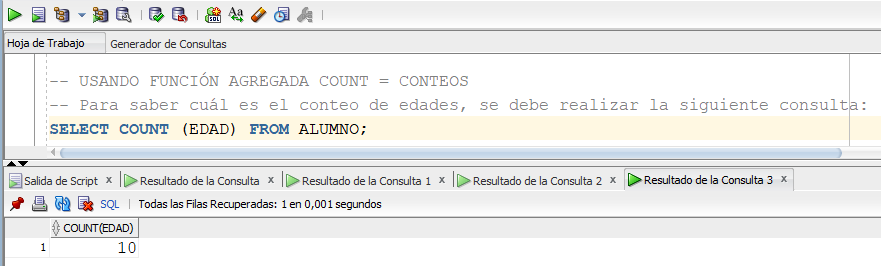 SQL
Hoja de Trabajo Generador de Consultas
-- USANDO FUNCIÓN AGREGADA COUNT = CONTEOS
-- Para saber cuál es el conteo de edades, se debe realizar la siguiente consulta:
SELECT COUNT (EDAD) FROM ALUMNO;
Salida de Script x Resultado de la Consulta x Resultado de la Consulta 1 x Resultado de la Consulta 2 x Resultado de la Consulta 3 x
SQL | Todas las Filas Recuperadas: 1 en 0,001 segundos
COUNT(EDAD)
1 10